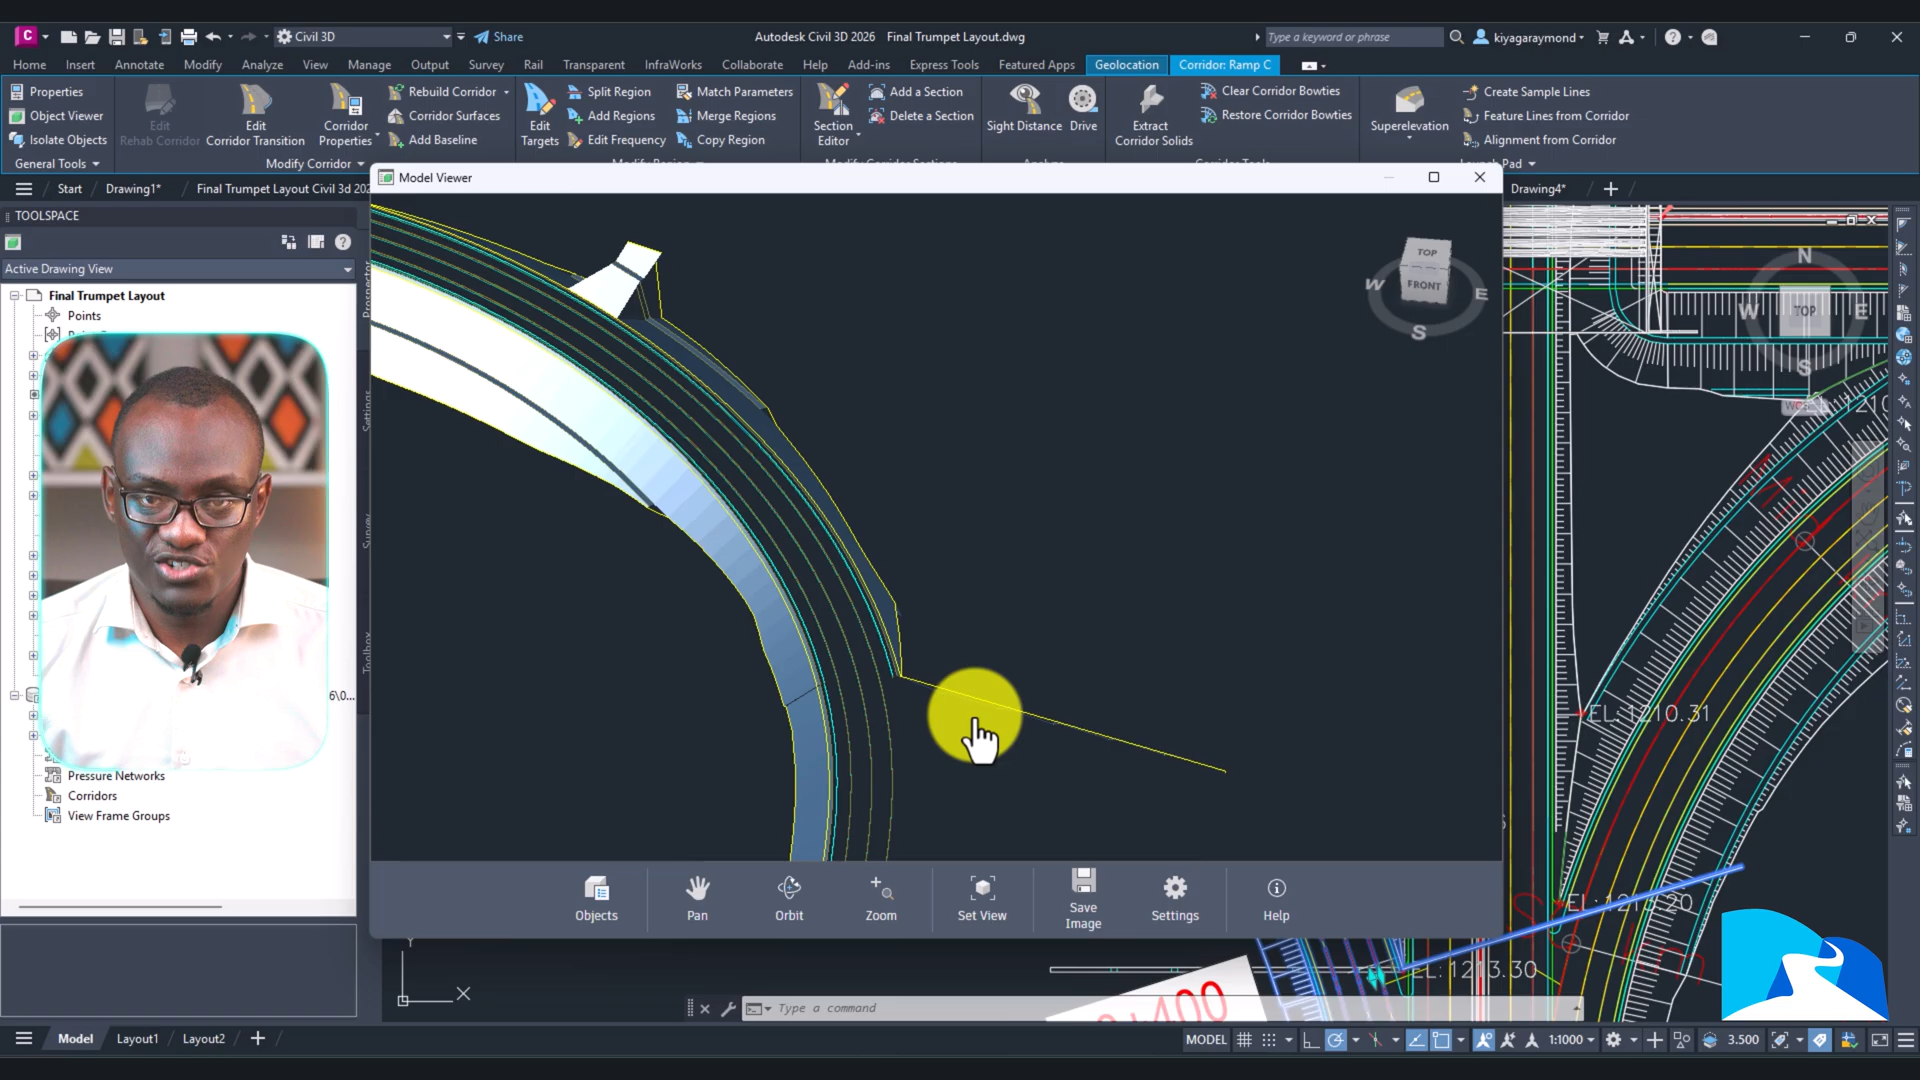 C
Civil 3D
Share
Autodesk Civil 3D 2026 Final Trumpet Layout.dwg
Type a keyword or phrase
kiyagaraymond
Home Insert Annotate Modify Analyze View Manage Output Survey Rail Transparent InfraWorks Collaborate Help Add-ins Express Tools Featured Apps Geolocation Corridor: Ramp C
Properties
Object Viewer
Isolate Objects
General Tools
Edit
Rehab Corridor
Edit
Corridor Transition
Corridor
Properties
Rebuild Corridor
Corridor Surfaces
Add Baseline
Modify Corridor
Edit
Targets
Split Region
Add Regions
Edit Frequency
Match Parameters
Merge Regions
Copy Region
Section
Editor
Add a Section
Delete a Section
Sight Distance
Drive
Extract
Corridor Solids
Clear Corridor Bowties
Restore Corridor Bowties
Superelevation
Create Sample Lines
Feature Lines from Corridor
Alignment from Corridor
Start
Drawing1*
Final Trumpet Layout Civil 3d 202
Drawing4*
Model Viewer
TOOLSPACE
Active Drawing View
Final Trumpet Layout
Points
6\0...
Pressure Networks
Corridors
View Frame Groups
Prospector
Settings
Survey
Toolbox
TOP
FRONT
W
E
S
N
W
TOP
E
S
EL:1210.31
EL:1213.30
Objects
Pan
Orbit
Zoom
Set View
Save
Image
Settings
Help
Y
X
Type a command
Model
Layout1
Layout2
MODEL
1:1000
3.500